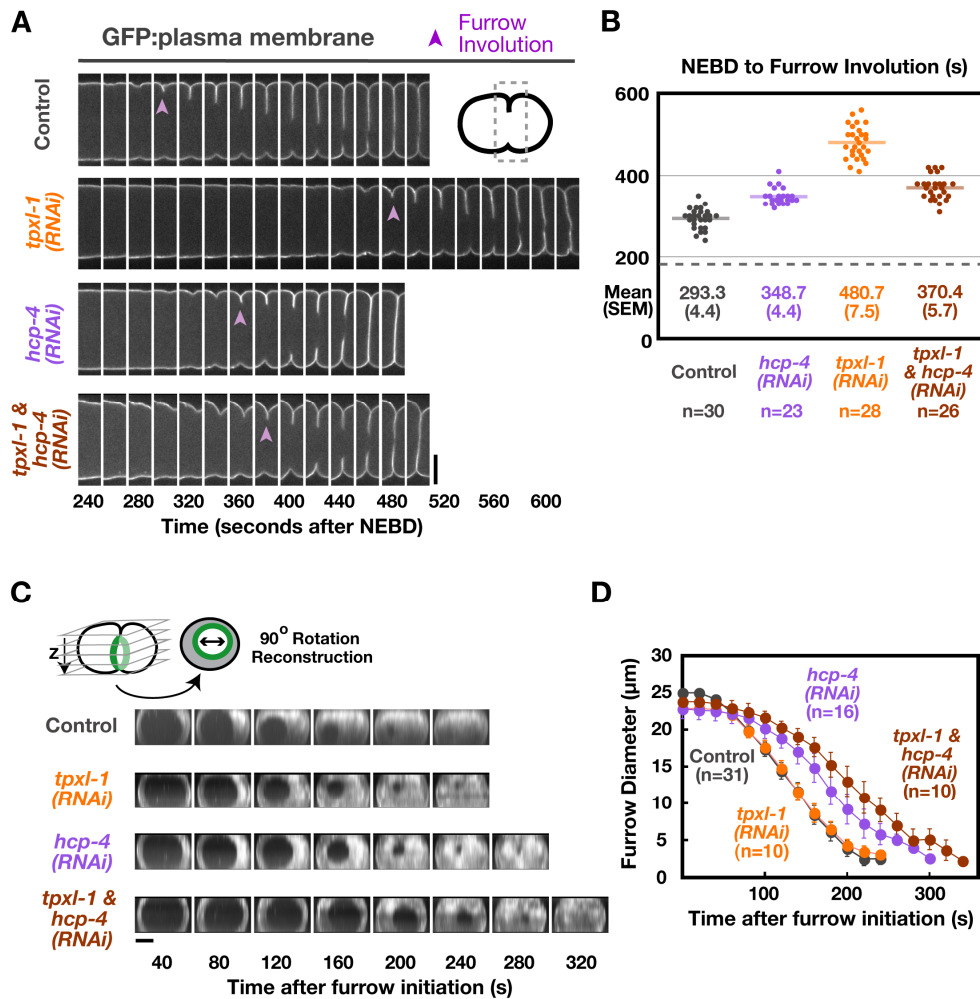 A
GFP:plasma membrane
Furrow
Involution
Control
tpxl-1
(RNAi)
hcp-4
(RNAi)
tpxl-1 &
hcp-4
(RNAi)
240 280 320 360 400 440 480 520 560 600
Time (seconds after NEBD)
B
NEBD to Furrow Involution (s)
600
400
200
0
Mean
(SEM)
293.3
(4.4)
348.7
(4.4)
480.7
(7.5)
370.4
(5.7)
Control
n=30
hcp-4
(RNAi)
n=23
tpxl-1
(RNAi)
n=28
tpxl-1
& hcp-4
(RNAi)
n=26
C
z
90° Rotation
Reconstruction
Control
tpxl-1
(RNAi)
hcp-4
(RNAi)
tpxl-1 &
hcp-4
(RNAi)
40 80 120 160 200 240 280 320
Time after furrow initiation (s)
D
Furrow Diameter (µm)
30
25
20
15
10
5
0
hcp-4
(RNAi)
(n=16)
tpxl-1 &
hcp-4
(RNAi)
(n=10)
Control
(n=31)
tpxl-1
(RNAi)
(n=10)
100 200 300
Time after furrow initiation (s)